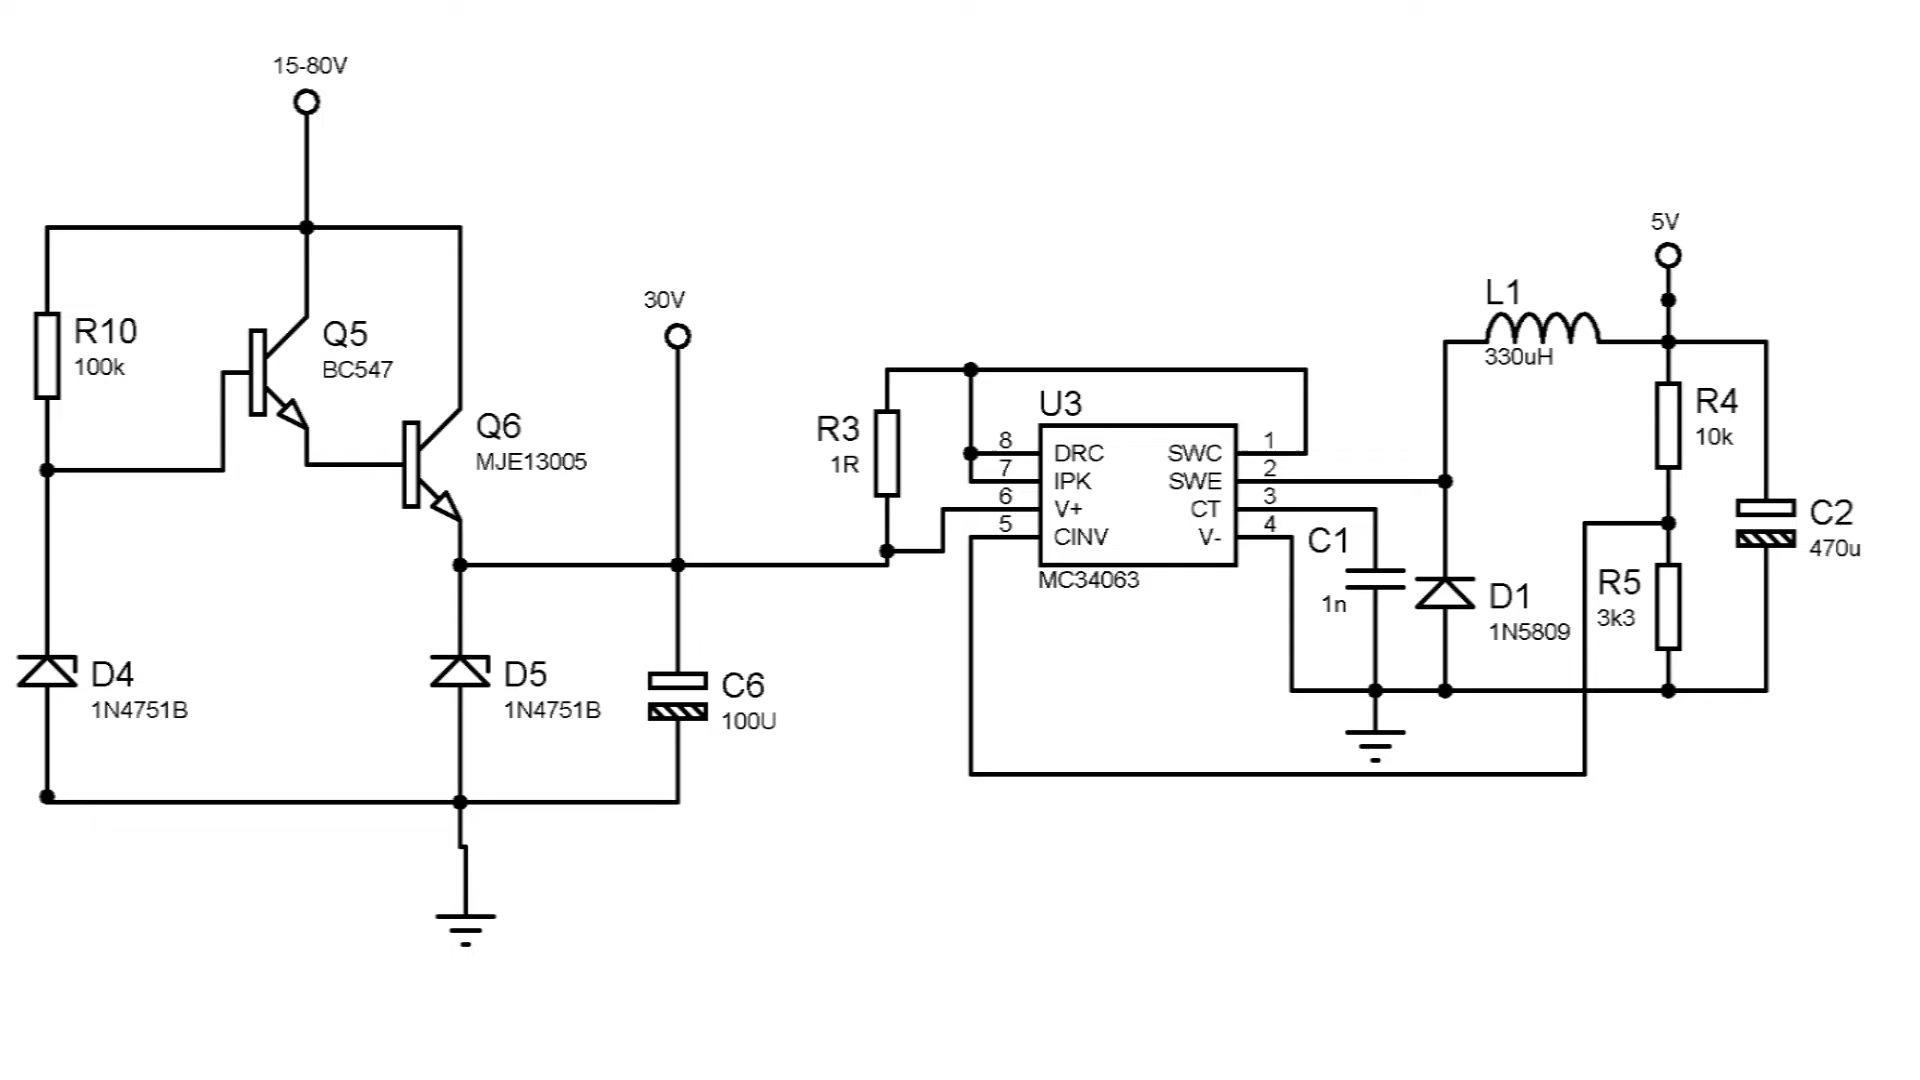 15-80V
5V
30V
L1
330uH
R10
100k
Q5
BC547
Q6
MJE13005
R3
1R
U3
8
7
6
5
DRC
IPK
V+
CINV
SWC
SWE
CT
V-
1
2
3
4
MC34063
R4
10k
C1
1n
D1
1N5809
R5
3k3
C2
470u
D4
1N4751B
D5
1N4751B
C6
100U